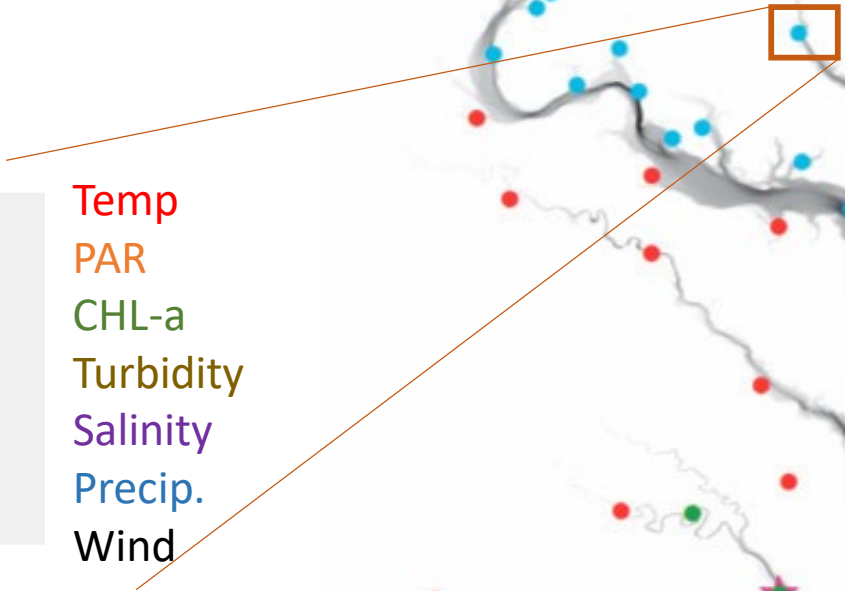 Temp
PAR
CHL-a
Turbidity
Salinity
Precip.
Wind